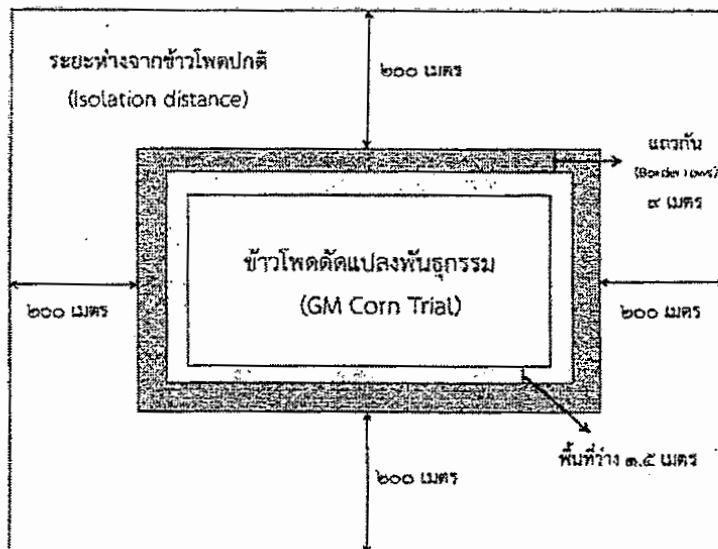 ระยะห่างจากข้าวโพดปกติ
(Isolation distance)
๒๐๐ เมตร
แถวกัน
(Border rows)
๙ เมตร
ข้าวโพดดัดแปลงพันธุกรรม
(GM Corn Trial)
๒๐๐ เมตร
๒๐๐ เมตร
พื้นที่ว่าง ๑.๕ เมตร
๒๐๐ เมตร